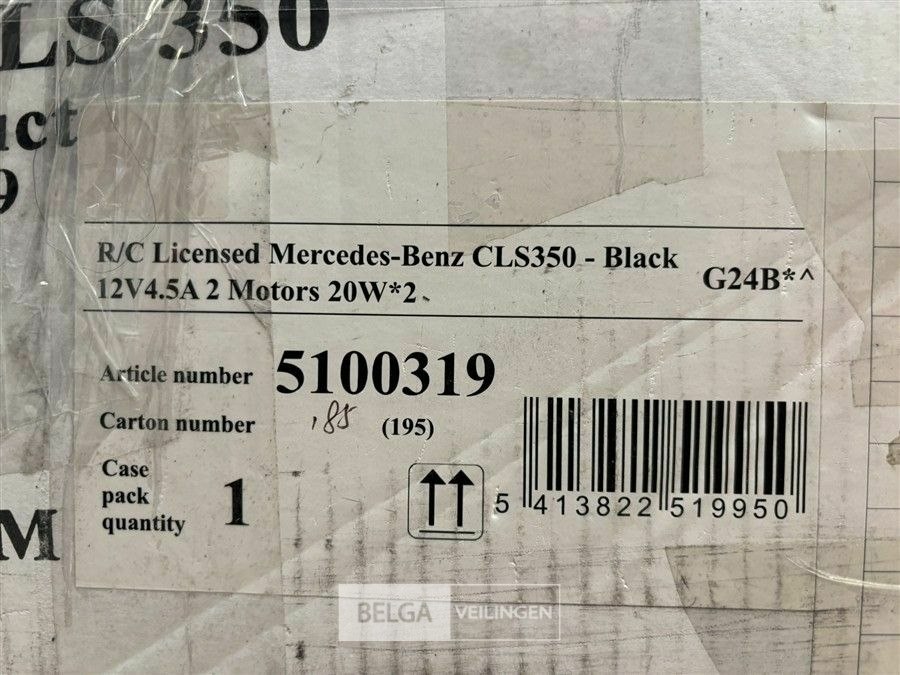 LS 350
uct
9
R/C Licensed Mercedes-Benz CLS350 - Black
12V4.5A 2 Motors 20W*2
G24B*^
Article number 5100319
Carton number ,85 (195)
Case
pack
quantity
1
5 413822 519950
M
BELGA VEILINGEN